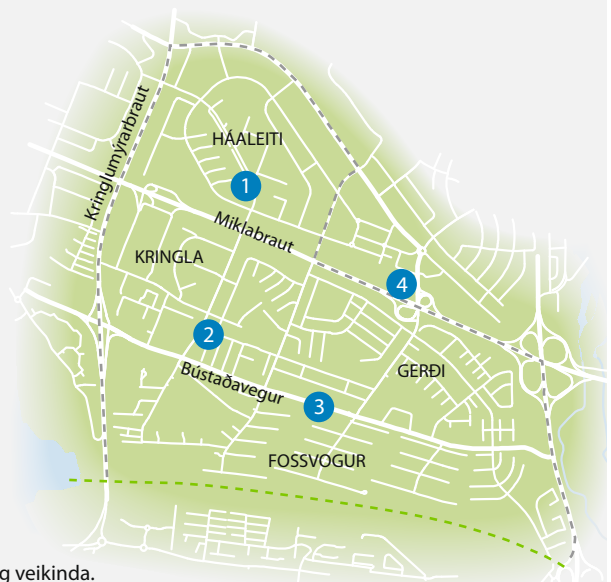 Kringlumýrarbraut
HÁALEITI
1
Miklabraut
KRINGLA
4
2
Bústaðavegur
GERÐI
3
FOSSVOGUR
g veikinda.